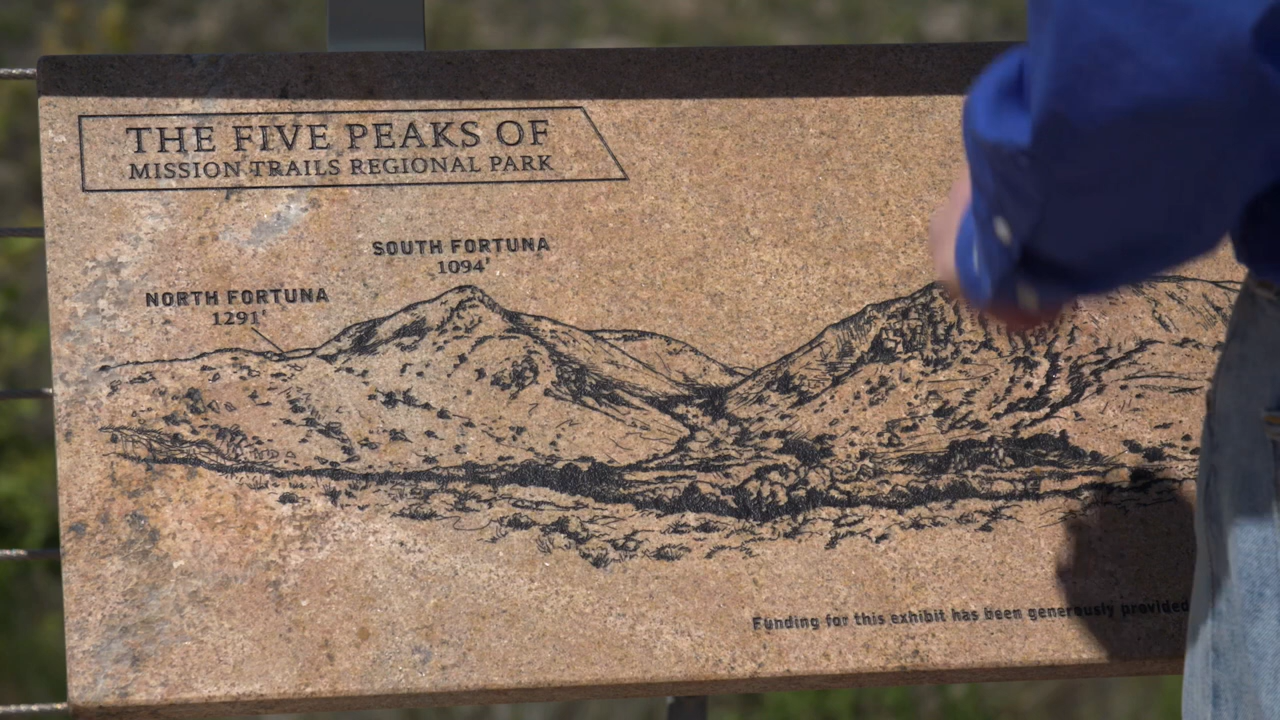 THE FIVE PEAKS OF
MISSION TRAILS REGIONAL PARK
SOUTH FORTUNA
1094'
NORTH FORTUNA
1291'
Funding for this exhibit has been generously provided